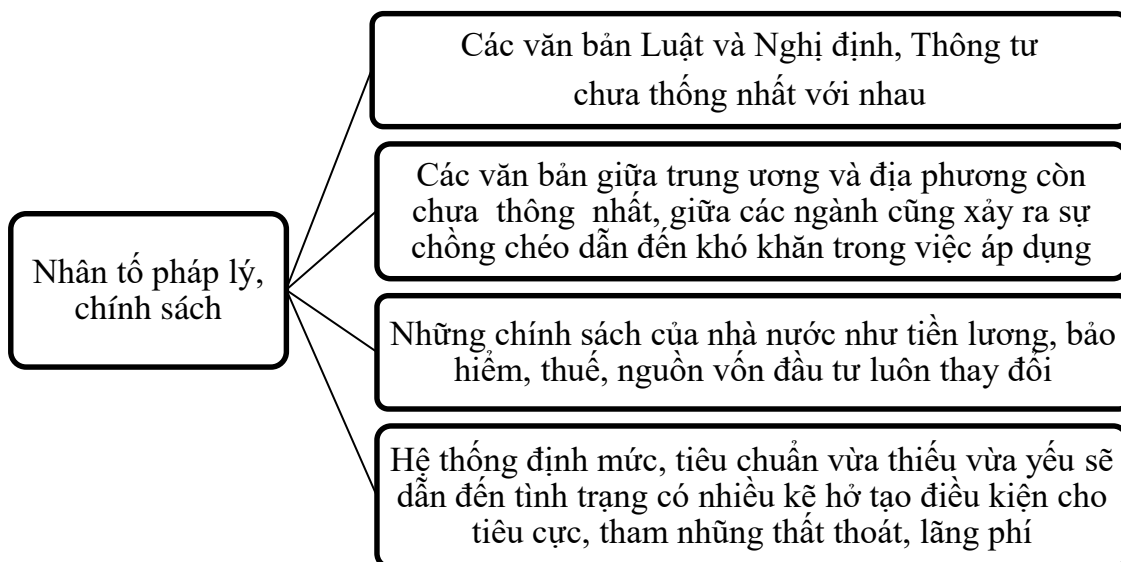 Nhân tố pháp lý,
chính sách
Các văn bản Luật và Nghị định, Thông tư
chưa thống nhất với nhau
Các văn bản giữa trung ương và địa phương còn
chưa thông nhất, giữa các ngành cũng xảy ra sự
chồng chéo dẫn đến khó khăn trong việc áp dụng
Những chính sách của nhà nước như tiền lương, bảo
hiểm, thuế, nguồn vốn đầu tư luôn thay đổi
Hệ thống định mức, tiêu chuẩn vừa thiếu vừa yếu sẽ
dẫn đến tình trạng có nhiều kẽ hở tạo điều kiện cho
tiêu cực, tham nhũng thất thoát, lãng phí